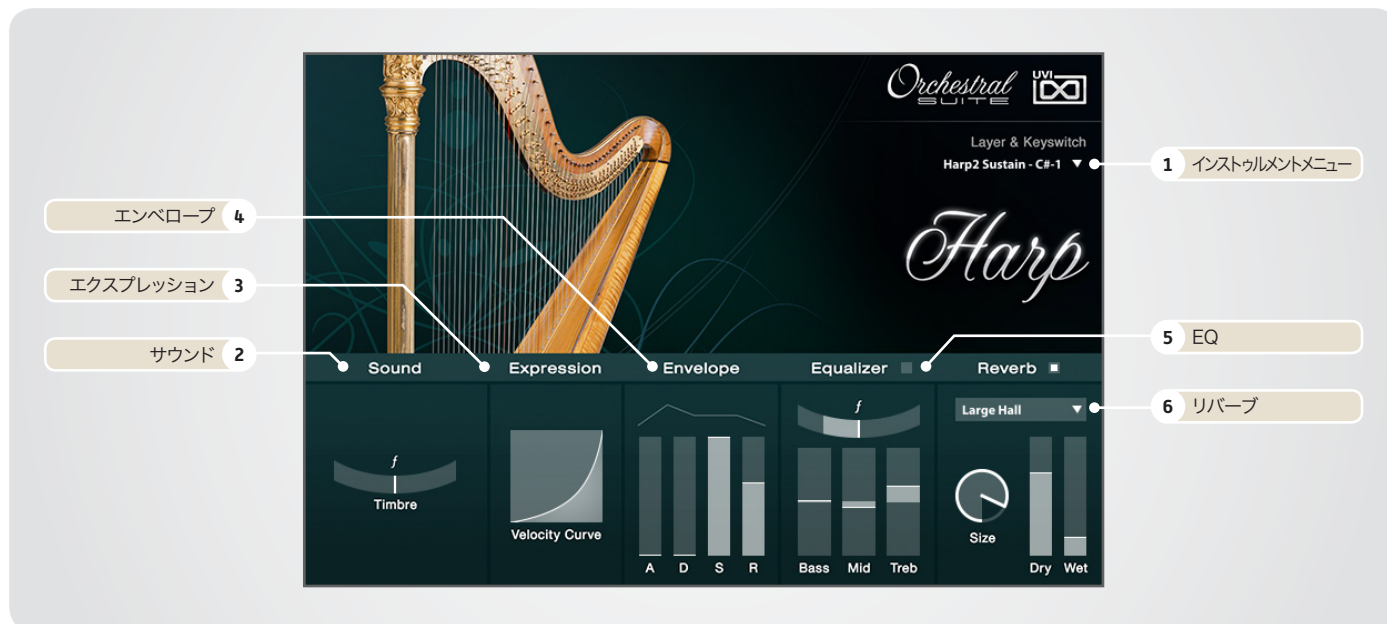 Orchestral
SUITE
UVI
Layer & Keyswitch
Harp2 Sustain - C#-1
1 インストゥルメントメニュー
エンベロープ 4
Harp
エクスプレッション 3
サウンド 2
5 EQ
Sound
Expression
Envelope
Equalizer
Reverb
6 リバーブ
Large Hall
f
f
Timbre
Velocity Curve
Size
A D S R
Bass Mid Treb
Dry Wet